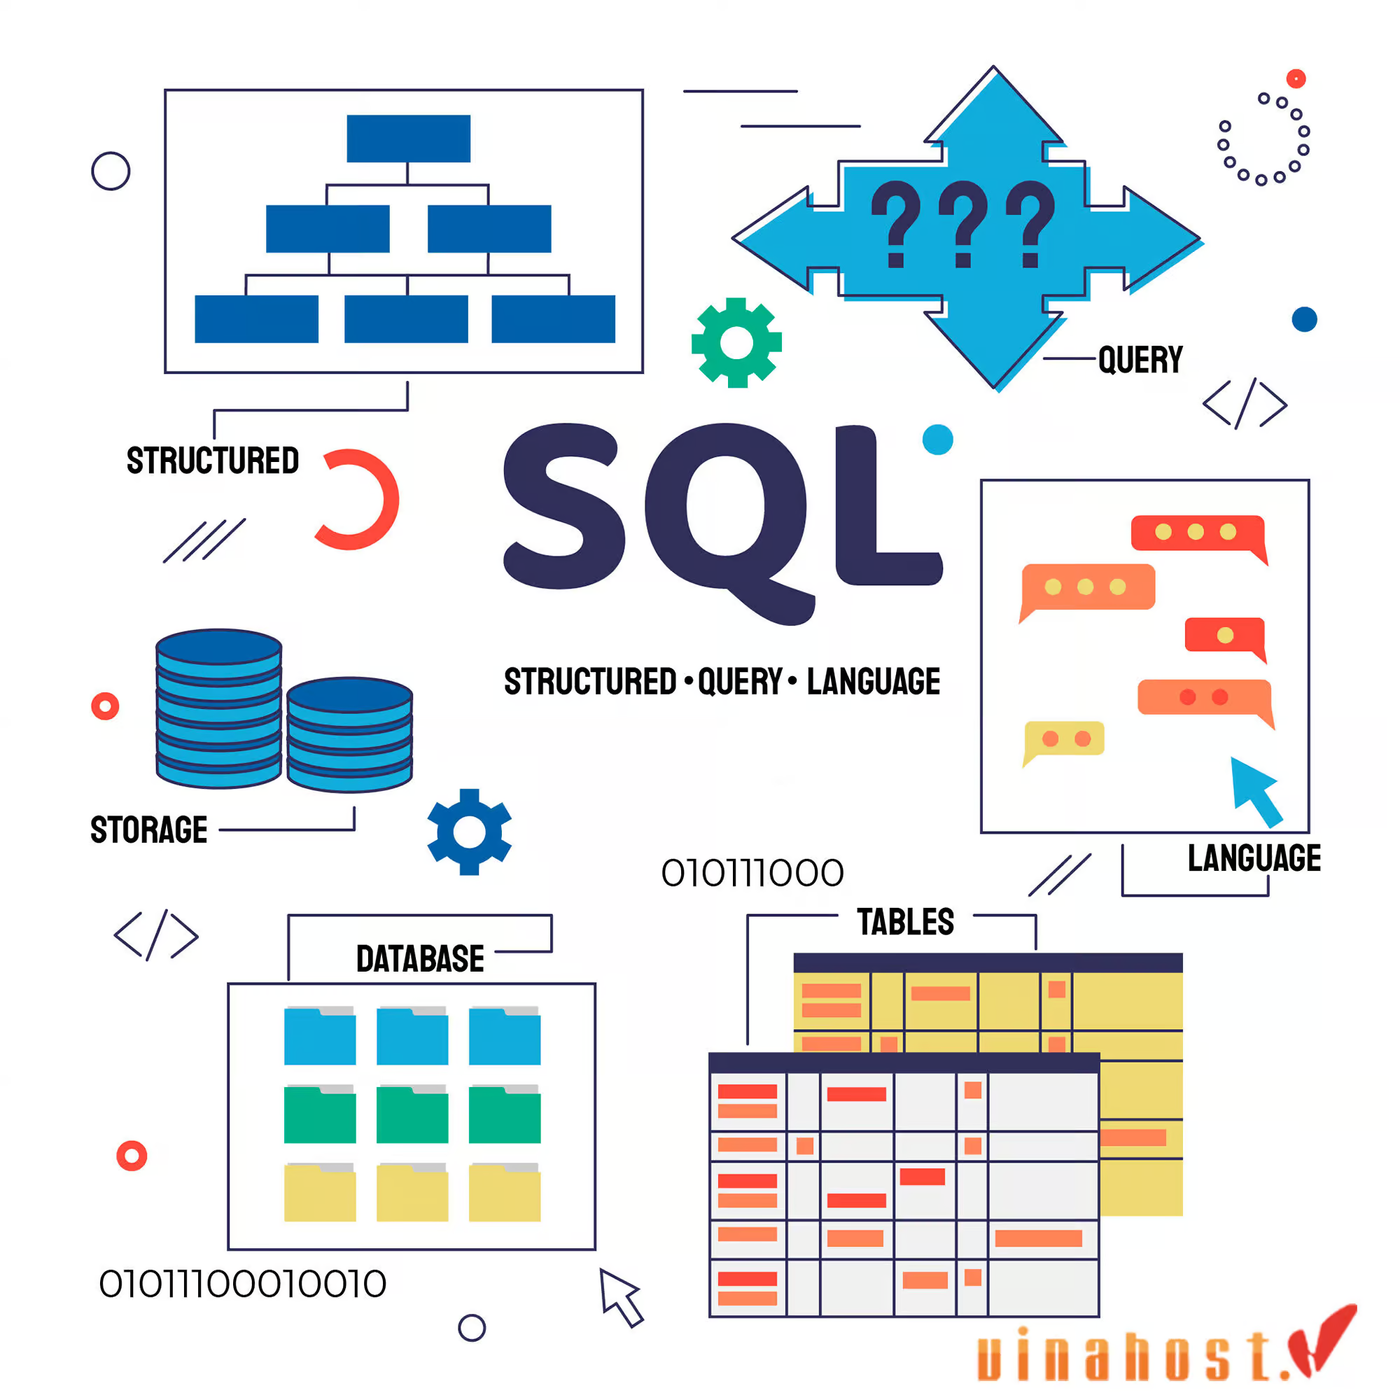 ???
QUERY
STRUCTURED
SQL
STRUCTURED • QUERY • LANGUAGE
STORAGE
LANGUAGE
010111000
TABLES
DATABASE
01011100010010
vinahost.